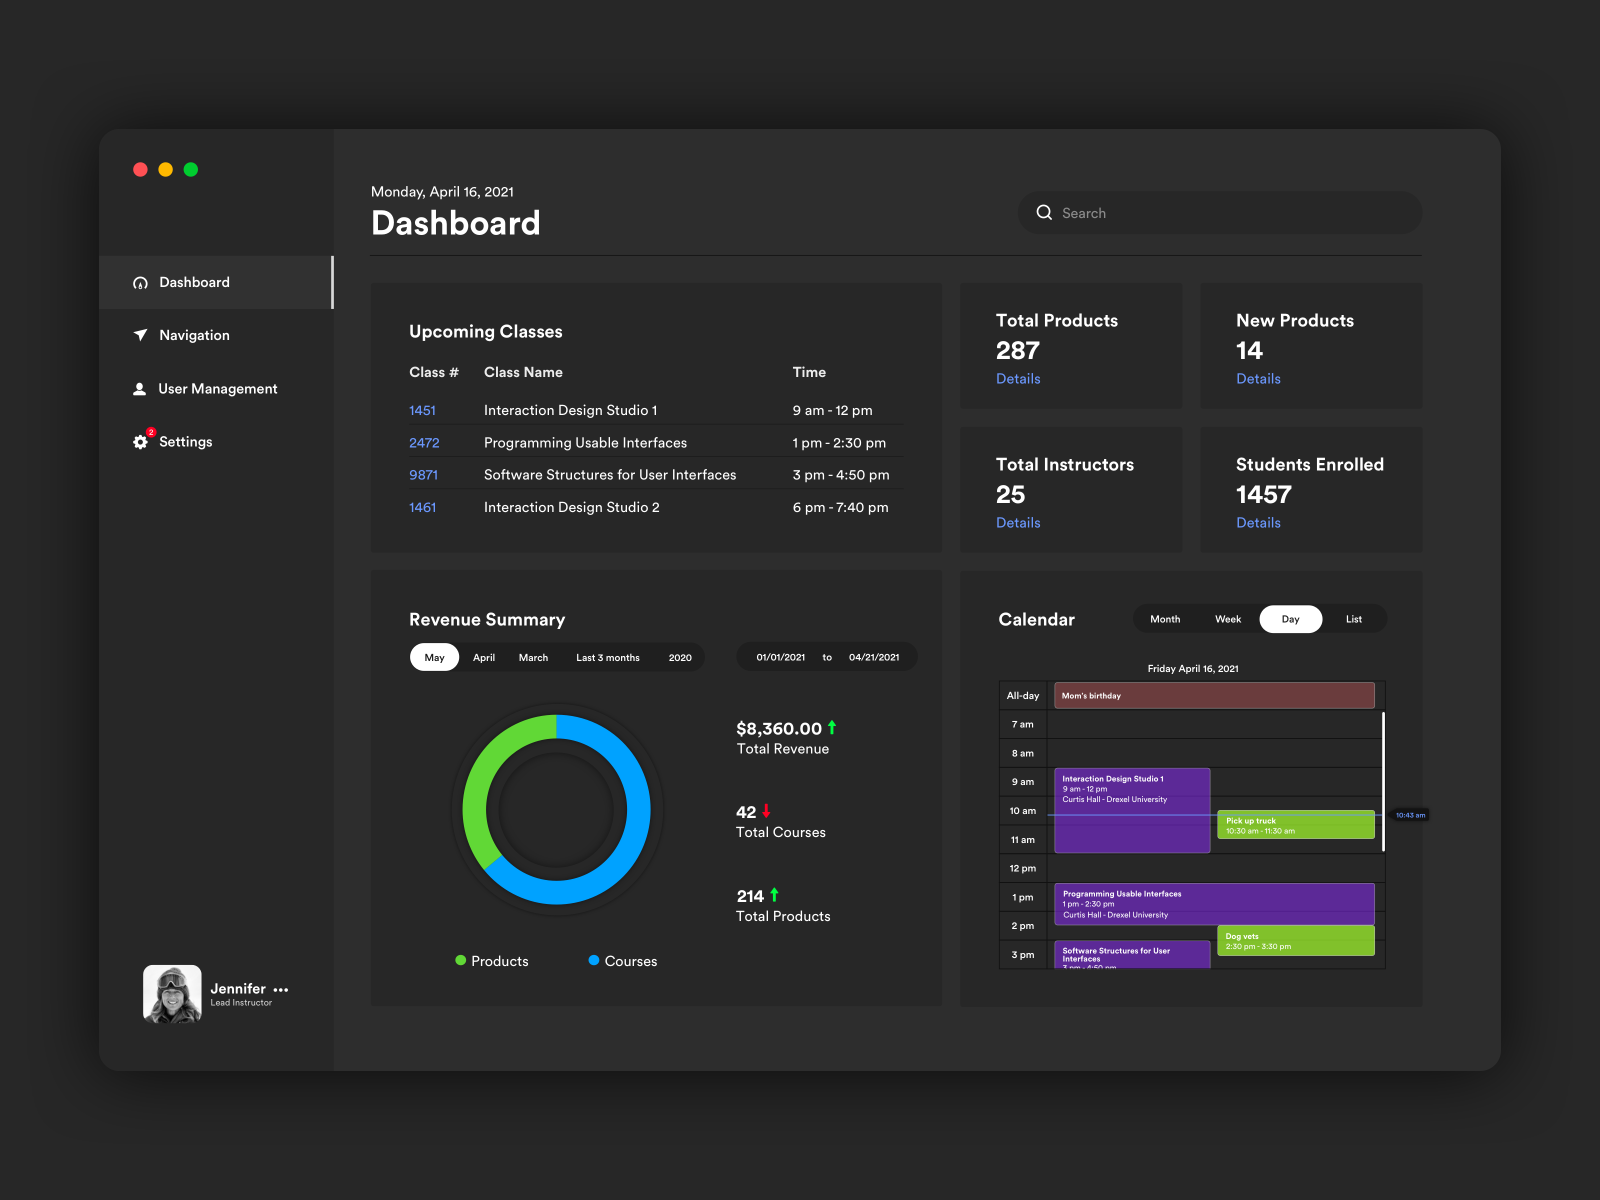 Monday, April 16, 2021
Dashboard
Search
Dashboard
Navigation
User Management
2
Settings
Jennifer
Lead Instructor
Upcoming Classes
Class # Class Name Time
1451 Interaction Design Studio 1 9 am - 12 pm
2472 Programming Usable Interfaces 1 pm - 2:30 pm
9871 Software Structures for User Interfaces 3 pm - 4:50 pm
1461 Interaction Design Studio 2 6 pm - 7:40 pm
Total Products
287
Details
New Products
14
Details
Total Instructors
25
Details
Students Enrolled
1457
Details
Revenue Summary
May April March Last 3 months 2020
01/01/2021 to 04/21/2021
$8,360.00
Total Revenue
42
Total Courses
214
Total Products
Products Courses
Calendar
Month Week Day List
Friday April 16, 2021
All-day Mom's birthday
7 am
8 am
9 am
Interaction Design Studio 1
9 am - 12 pm
Curtis Hall - Drexel University
10 am
10:43 am
Pick up truck
10:30 am - 11:30 am
11 am
12 pm
1 pm
Programming Usable Interfaces
1 pm - 2:30 pm
Curtis Hall - Drexel University
2 pm
Dog vets
2:30 pm - 3:30 pm
3 pm
Software Structures for User
Interfaces
3 pm - 4:50 pm